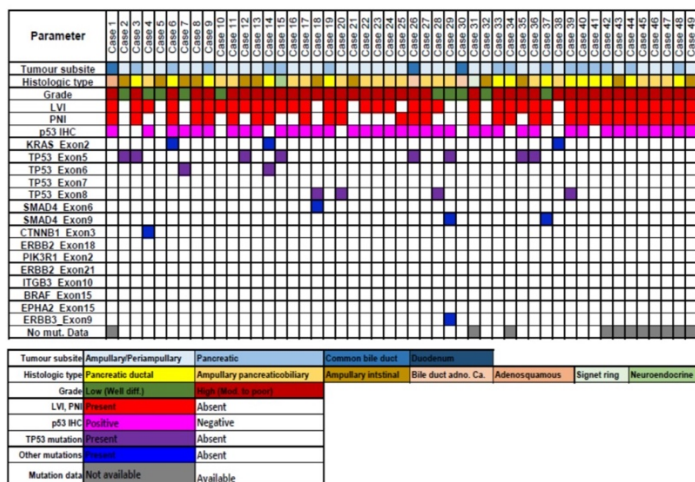 Parameter Case 1 Case 2 Case 3 Case 4 Case 5 Case 6 Case 7 Case 8 Case 9 Case 10 Case 11 Case 12 Case 13 Case 14 Case 15 Case 16 Case 17 Case 18 Case 19 Case 20 Case 21 Case 22 Case 23 Case 24 Case 25 Case 26 Case 27 Case 28 Case 29 Case 30 Case 31 Case 32 Case 33 Case 34 Case 35 Case 36 Case 37 Case 38 Case 39 Case 40 Case 41 Case 42 Case 43 Case 44 Case 45 Case 46 Case 47 Case 48
Tumour subsite
Histologic type
Grade
LVI
PNI
p53 IHC
KRAS_Exon2
TP53_Exon5
TP53_Exon6
TP53_Exon7
TP53_Exon8
SMAD4_Exon6
SMAD4_Exon9
CTNNB1_Exon3
ERBB2_Exon18
PIK3R1_Exon2
ERBB2_Exon21
ITGB3_Exon10
BRAF_Exon15
EPHA2_Exon15
ERBB3_Exon9
No mut. Data
Tumour subsite Ampullary/Periampullary Pancreatic Common bile duct Duodenum
Histologic type Pancreatic ductal Ampullary pancreaticobiliary Ampullary intstinal Bile duct adno. Ca. Adenosquamous Signet ring Neuroendocrine
Grade Low (Well diff.) High (Mod. to poor)
LVI, PNI Present Absent
p53 IHC Positive Negative
TP53 mutation Present Absent
Other mutations Present Absent
Mutation data Not available Available